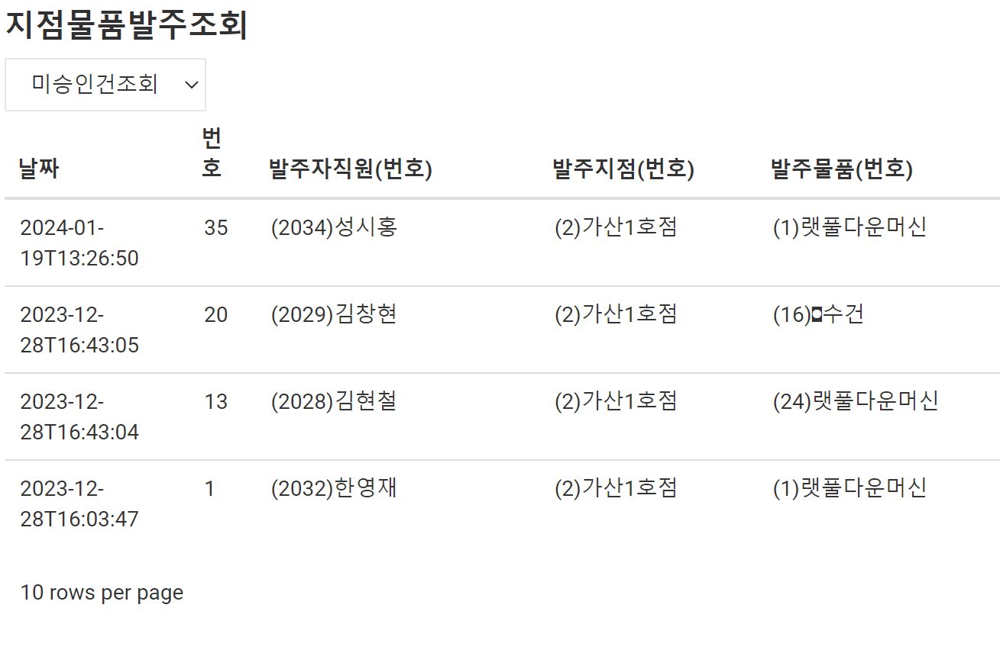 지점물품발주조회
미승인건조회
날짜 번호 발주자직원(번호) 발주지점(번호) 발주물품(번호)
2024-01-19T13:26:50 35 (2034)성시홍 (2)가산1호점 (1)랫풀다운머신
2023-12-28T16:43:05 20 (2029)김창현 (2)가산1호점 (16)◘수건
2023-12-28T16:43:04 13 (2028)김현철 (2)가산1호점 (24)랫풀다운머신
2023-12-28T16:03:47 1 (2032)한영재 (2)가산1호점 (1)랫풀다운머신
10 rows per page